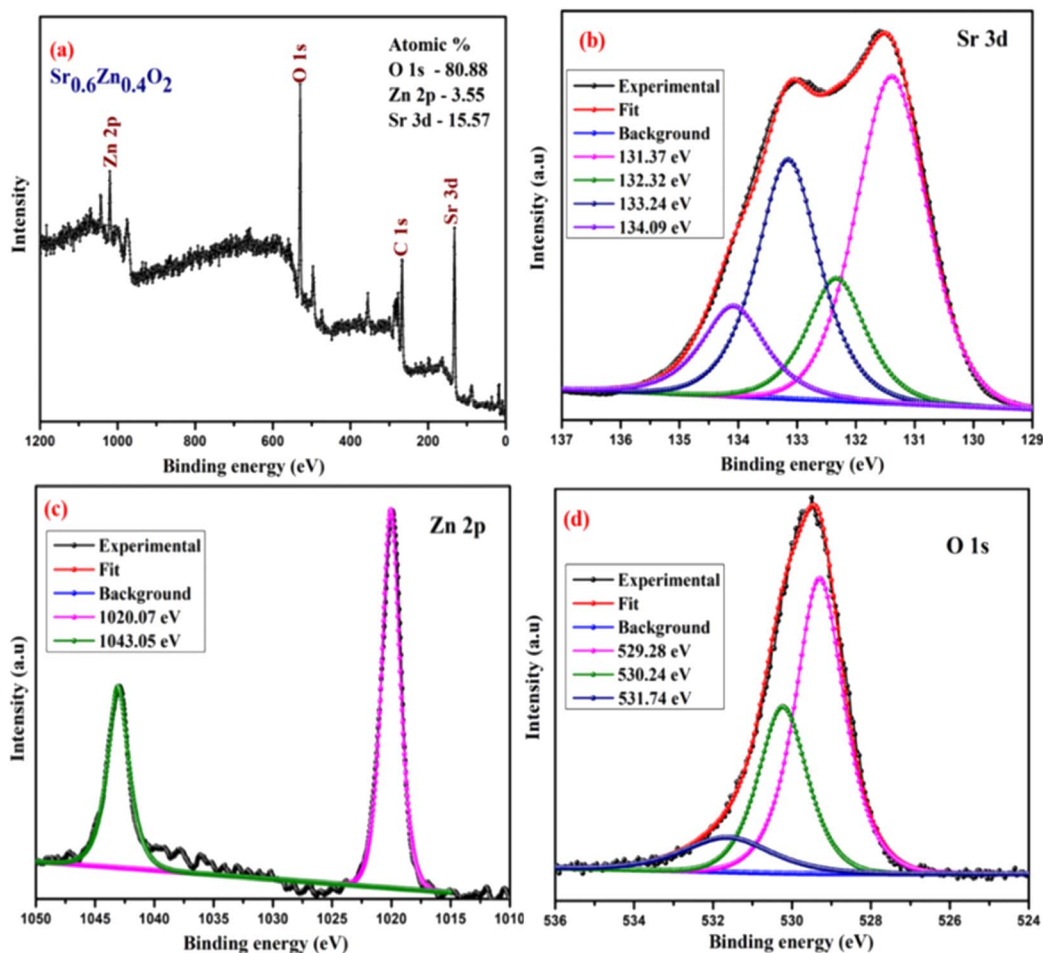 (a)
Sr0.6Zn0.4O2
Atomic %
O 1s - 80.88
Zn 2p - 3.55
Sr 3d - 15.57
Zn 2p
O 1s
C 1s
Sr 3d
Intensity
1200 1000 800 600 400 200 0
Binding energy (eV)
(b)
Sr 3d
Experimental
Fit
Background
131.37 eV
132.32 eV
133.24 eV
134.09 eV
Intensity (a.u)
137 136 135 134 133 132 131 130 129
Binding energy (eV)
(c)
Zn 2p
Experimental
Fit
Background
1020.07 eV
1043.05 eV
Intensity (a.u)
1050 1045 1040 1035 1030 1025 1020 1015 1010
Binding energy (eV)
(d)
O 1s
Experimental
Fit
Background
529.28 eV
530.24 eV
531.74 eV
Intensity (a.u)
536 534 532 530 528 526 524
Binding energy (eV)